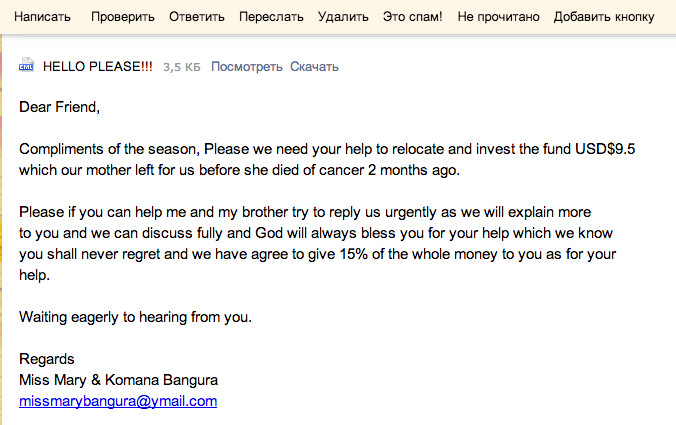 Написать Проверить Ответить Переслать Удалить Это спам! Не прочитано Добавить кнопку
HELLO PLEASE!!! 3,5 КБ Посмотреть Скачать
Dear Friend,
Compliments of the season, Please we need your help to relocate and invest the fund USD$9.5
which our mother left for us before she died of cancer 2 months ago.
Please if you can help me and my brother try to reply us urgently as we will explain more
to you and we can discuss fully and God will always bless you for your help which we know
you shall never regret and we have agree to give 15% of the whole money to you as for your
help.
Waiting eagerly to hearing from you.
Regards
Miss Mary & Komana Bangura
missmarybangura@ymail.com